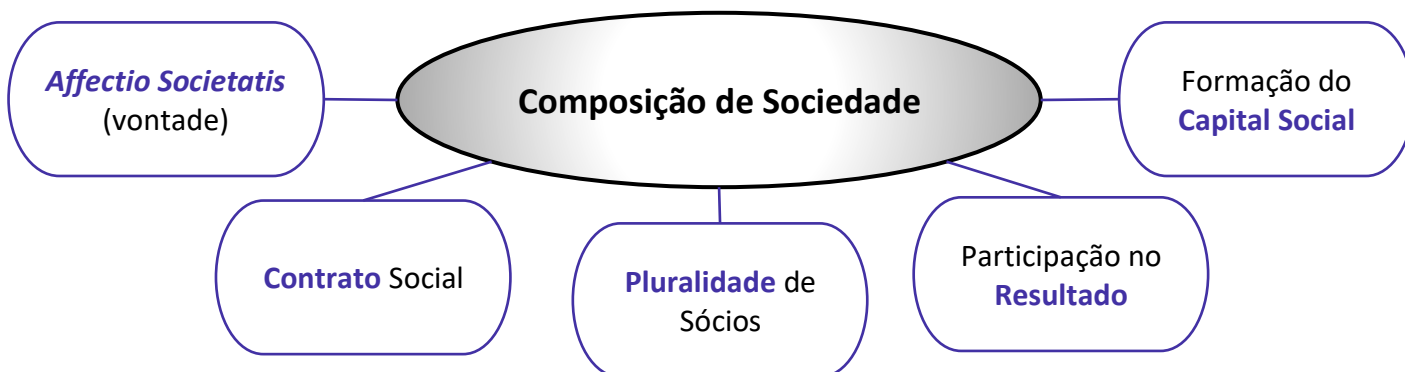 Composição de Sociedade
Affectio Societatis
(vontade)
Contrato Social
Pluralidade de
Sócios
Participação no
Resultado
Formação do
Capital Social